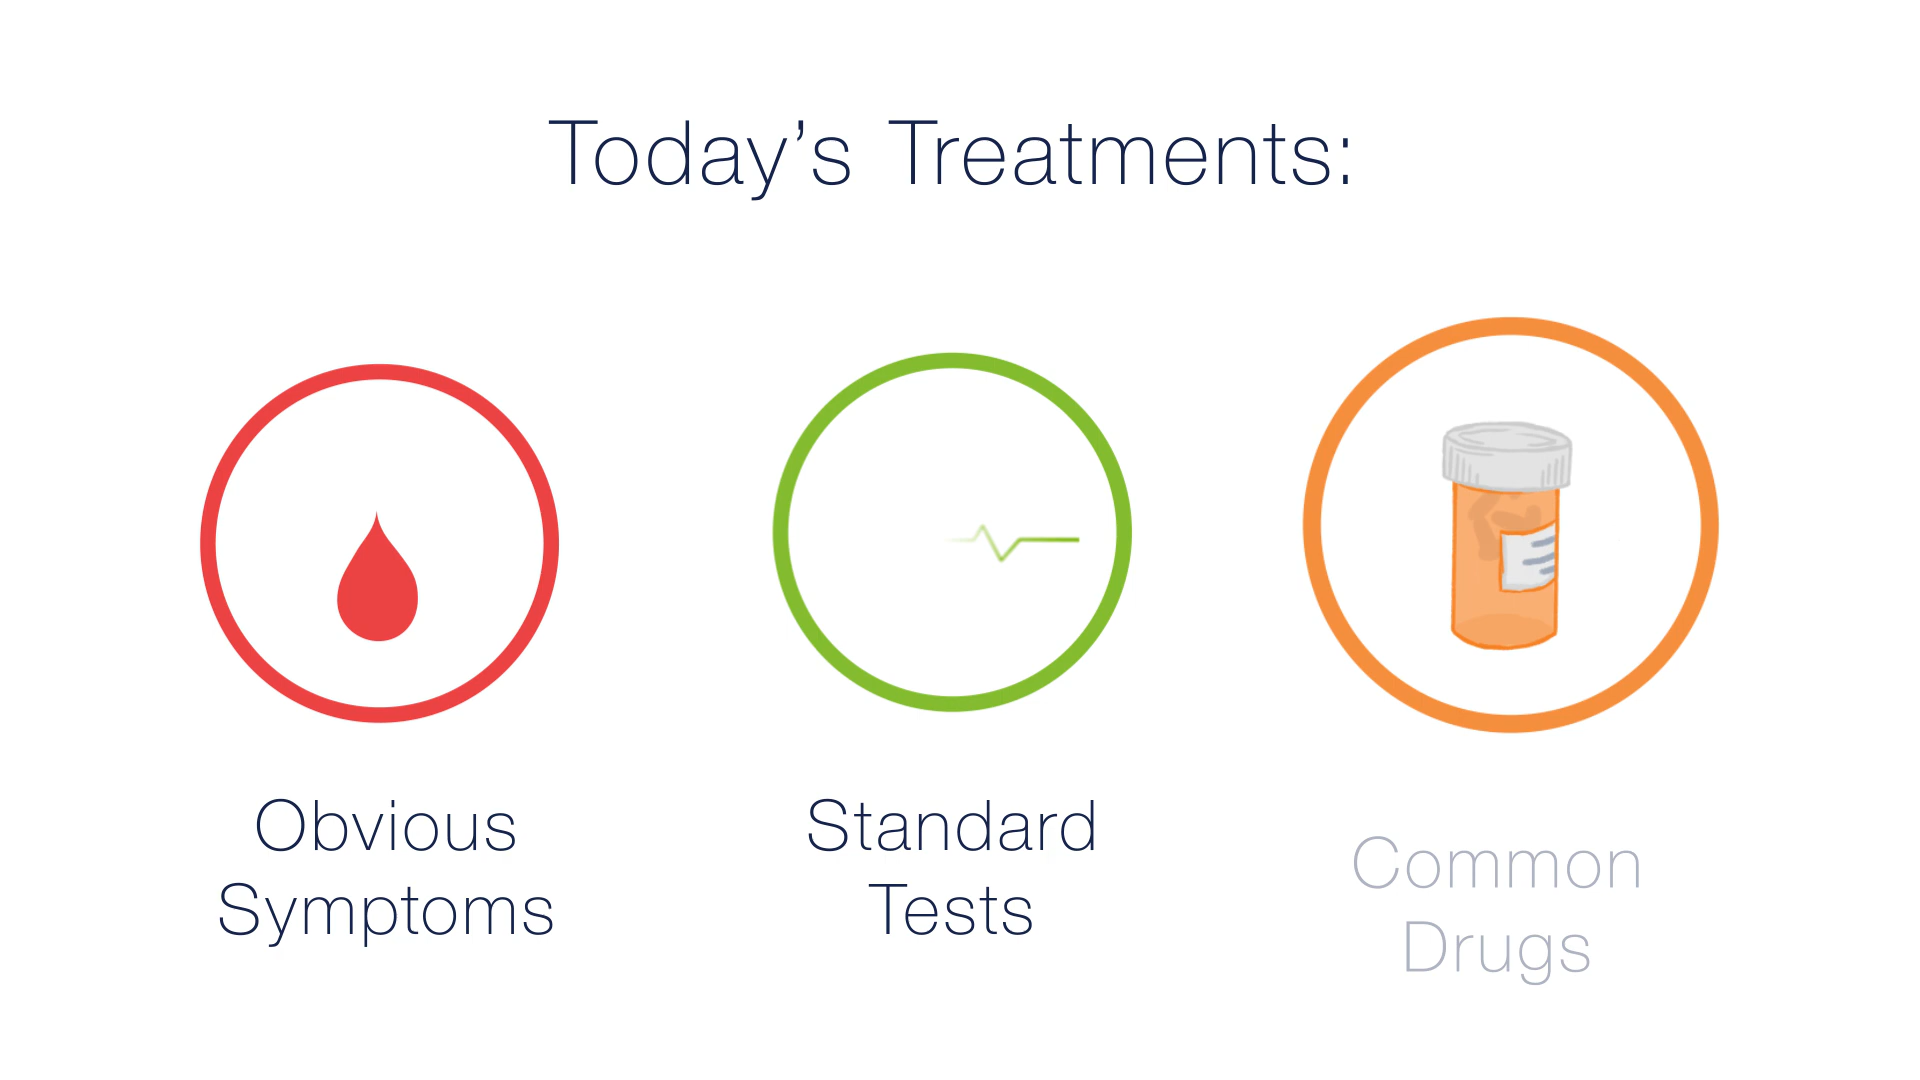 Today’s Treatments:
Obvious
Symptoms
Standard
Tests
Common
Drugs